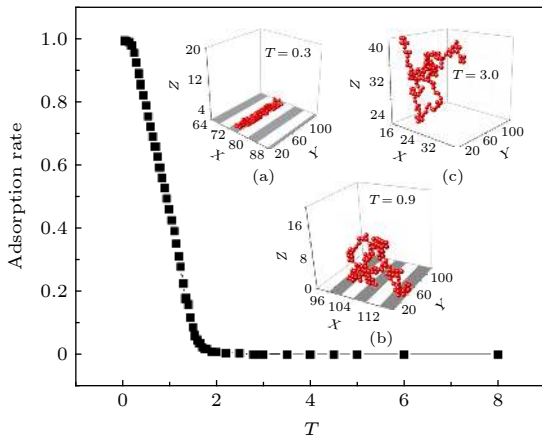 1.0
0.8
0.6
0.4
0.2
0
Adsorption rate
0
2
4
6
8
T
20
12
4
Z
T = 0.3
64
72
80
88
X
20
60
100
Y
(a)
40
32
24
Z
T = 3.0
16
24
32
X
20
60
100
Y
(c)
16
8
0
Z
T = 0.9
96
104
112
X
20
60
100
Y
(b)